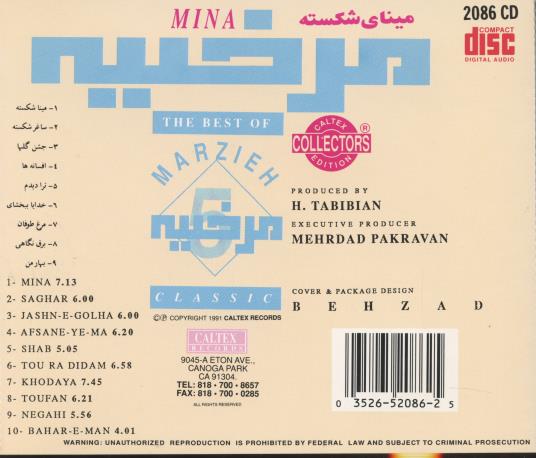 MINA
مینای شکسته
2086 CD
COMPACT
disc
DIGITAL AUDIO
مرضیه
THE BEST OF
MARZIEH
5
مرضیه
CLASSIC
CALTEX
COLLECTORS ®
EDITION
۱- مینا شکسته
۲- ساغر شکسته
۳- جشن گلها
۴- افسانه ها
۵- ترا دیدم
۶- خدایا ببخشای
۷- مرغ طوفان
۸- برق نگاهی
۹- بهار من
PRODUCED BY
H. TABIBIAN
EXECUTIVE PRODUCER
MEHRDAD PAKRAVAN
COVER & PACKAGE DESIGN
BEHZAD
1- MINA 7.13
2- SAGHAR 6.00
3- JASHN-E-GOLHA 6.00
4- AFSANE-YE-MA 6.20
5- SHAB 5.05
6- TOU RA DIDAM 6.58
7- KHODAYA 7.45
8- TOUFAN 6.21
9- NEGAHI 5.56
10- BAHAR-E-MAN 4.01
©℗ COPYRIGHT 1991 CALTEX RECORDS
CALTEX
RECORDS
9045-A ETON AVE.,
CANOGA PARK
CA 91304.
TEL: 818 • 700 • 8657
FAX: 818 • 700 • 0285
ALL RIGHTS RESERVED
0 3526-52086-2 5
WARNING: UNAUTHORIZED REPRODUCTION IS PROHIBITED BY FEDERAL LAW AND SUBJECT TO CRIMINAL PROSECUTION